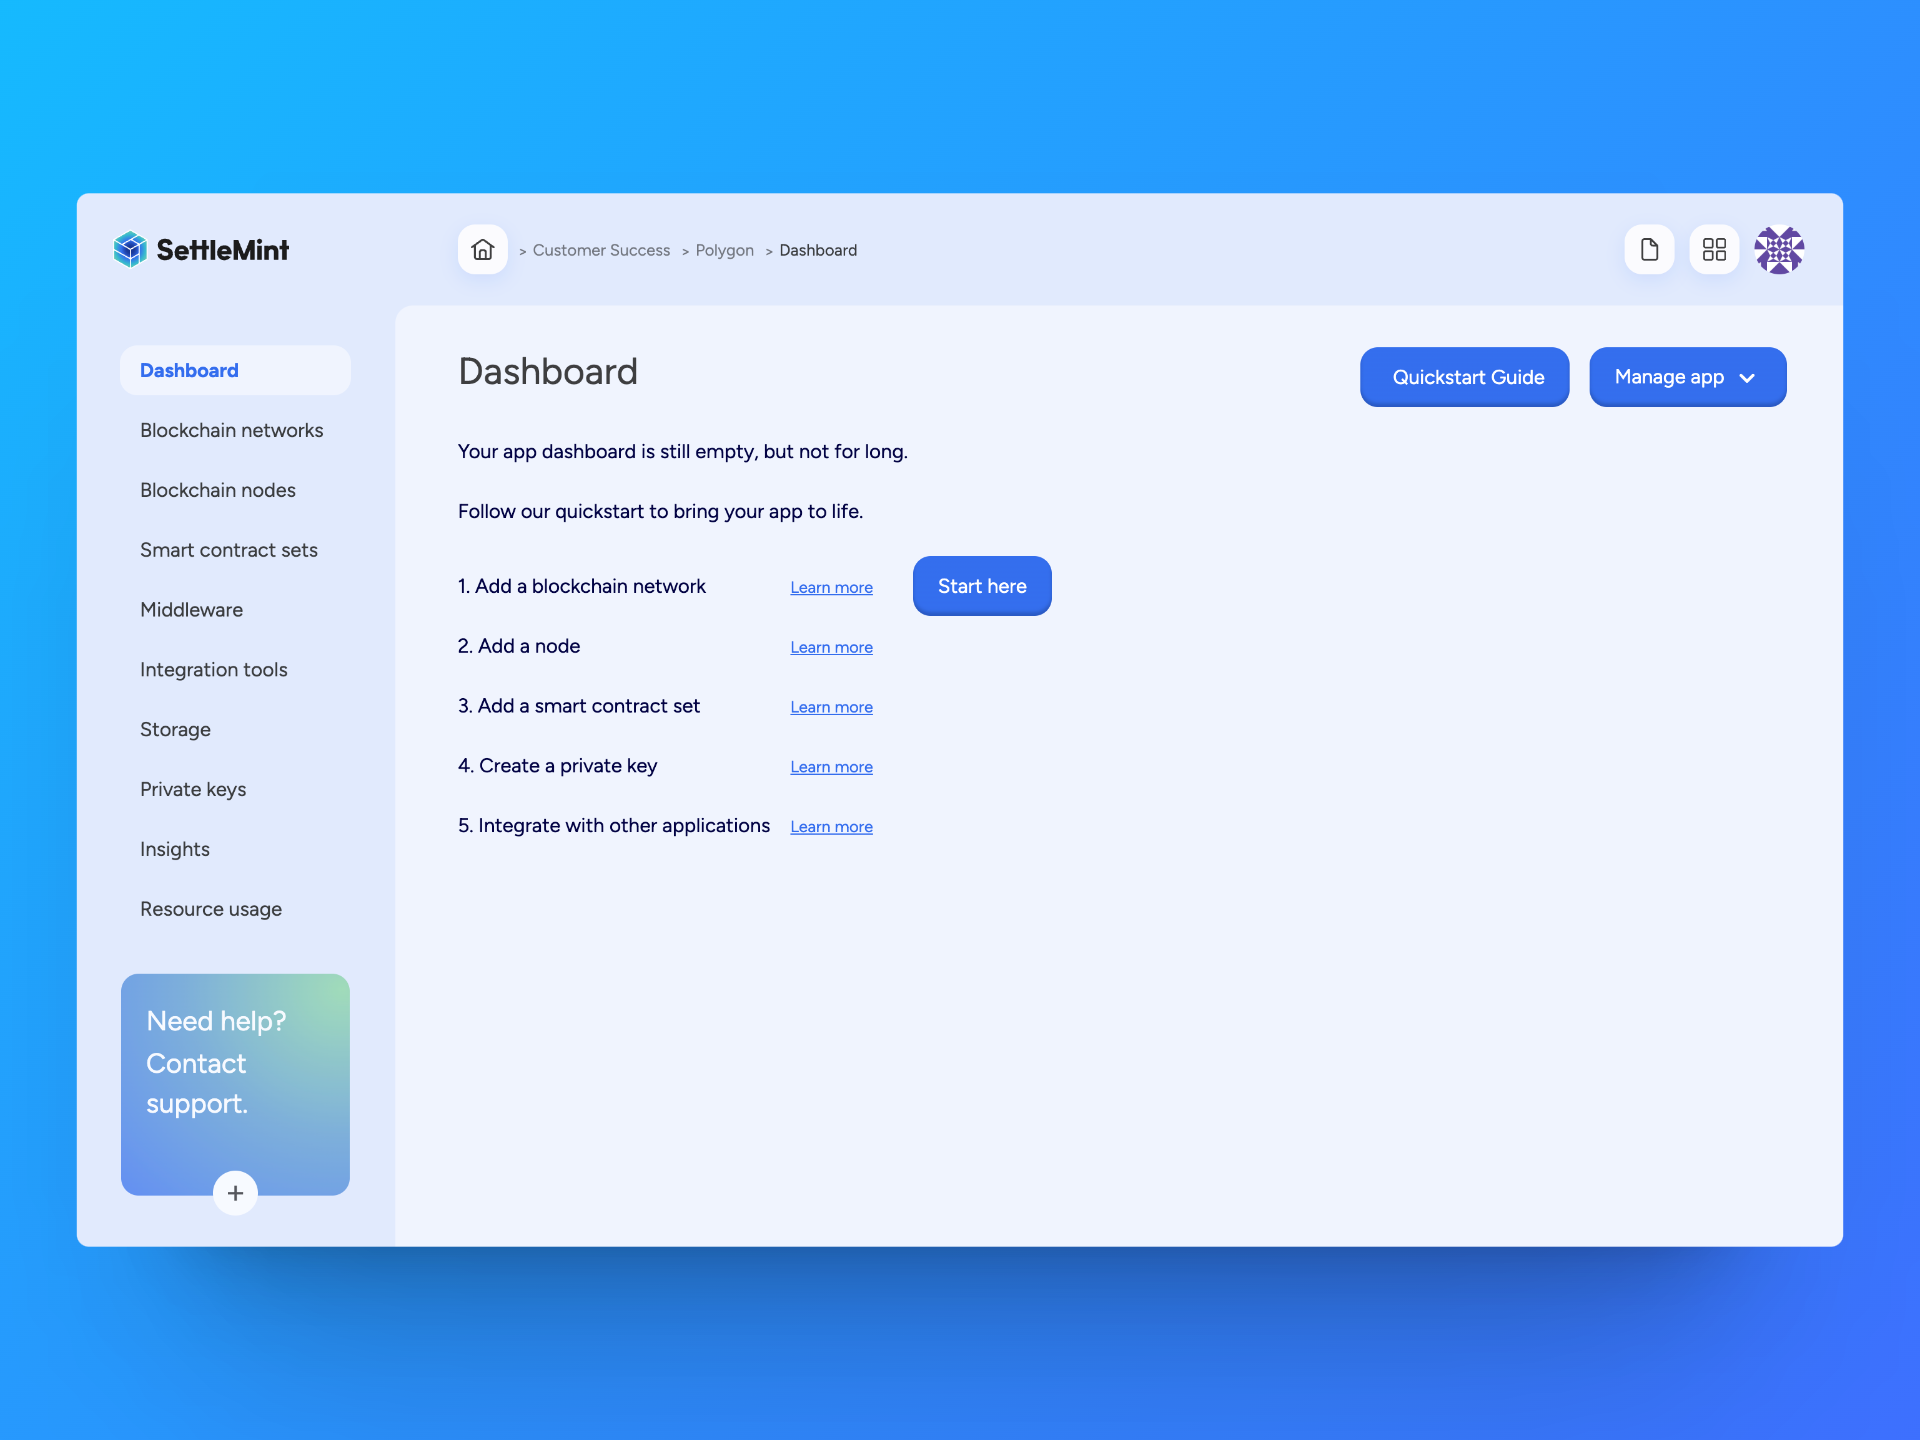 SettleMint
> Customer Success > Polygon > Dashboard
Dashboard
Blockchain networks
Blockchain nodes
Smart contract sets
Middleware
Integration tools
Storage
Private keys
Insights
Resource usage
Need help?
Contact
support.
Dashboard
Quickstart Guide
Manage app
Your app dashboard is still empty, but not for long.
Follow our quickstart to bring your app to life.
1. Add a blockchain network Learn more Start here
2. Add a node Learn more
3. Add a smart contract set Learn more
4. Create a private key Learn more
5. Integrate with other applications Learn more